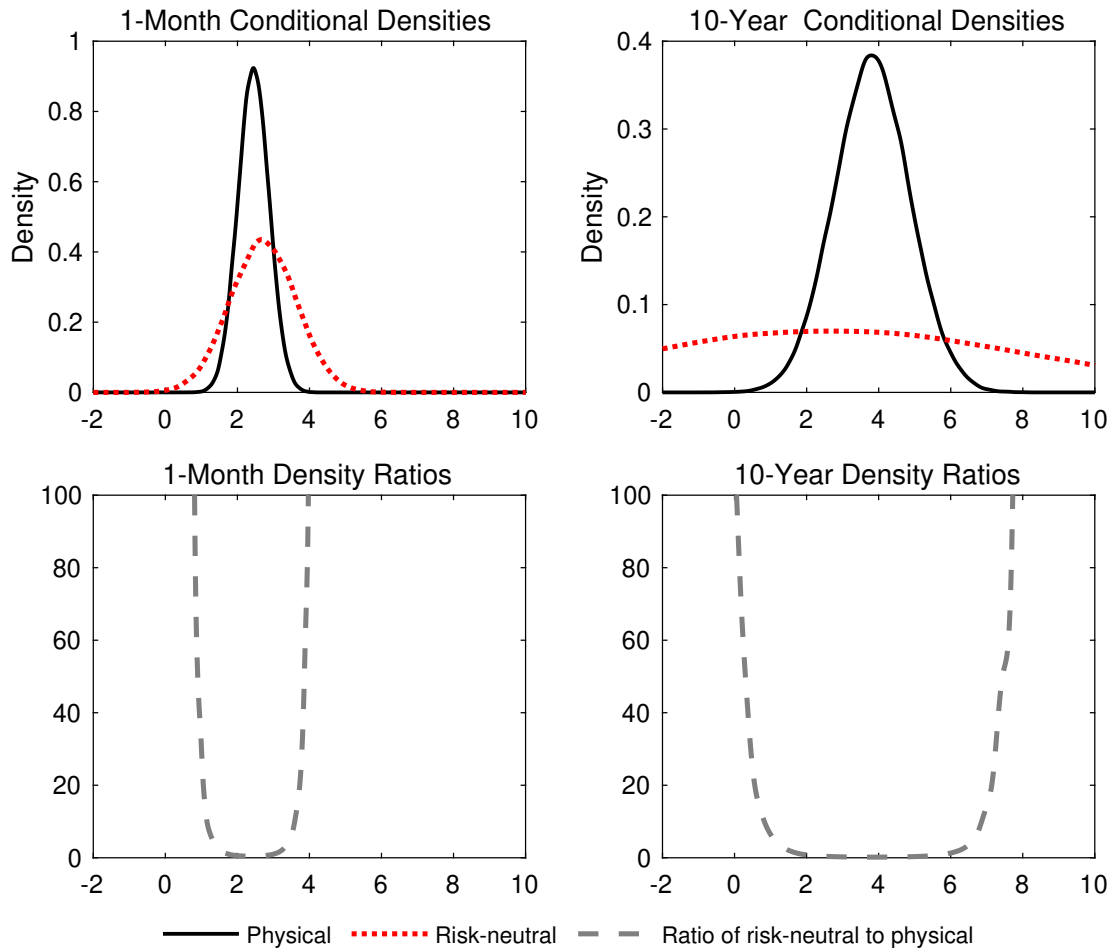 1-Month Conditional Densities
Density
1
0.8
0.6
0.4
0.2
0
-2 0 2 4 6 8 10
10-Year Conditional Densities
Density
0.4
0.3
0.2
0.1
0
-2 0 2 4 6 8 10
1-Month Density Ratios
100
80
60
40
20
0
-2 0 2 4 6 8 10
10-Year Density Ratios
100
80
60
40
20
0
-2 0 2 4 6 8 10
Physical Risk-neutral Ratio of risk-neutral to physical